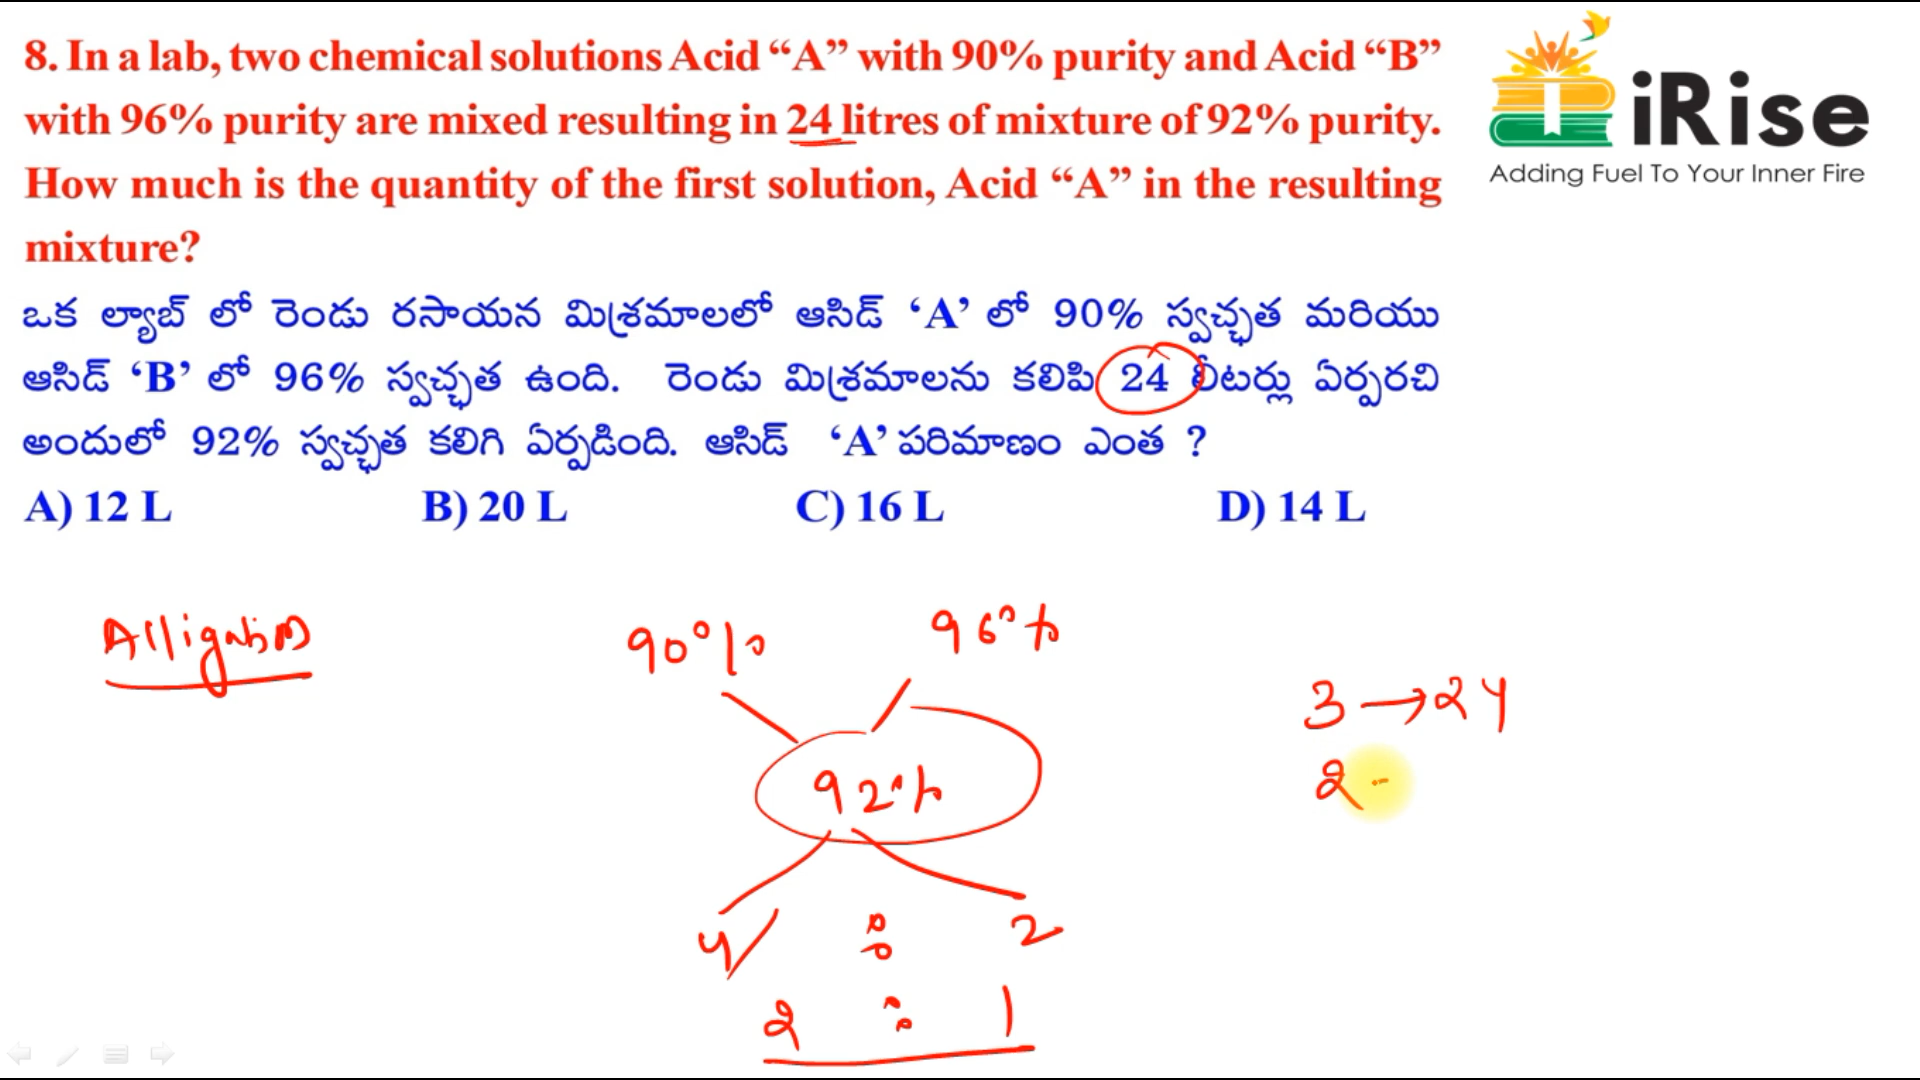 8. In a lab, two chemical solutions Acid “A” with 90% purity and Acid “B”
with 96% purity are mixed resulting in 24 litres of mixture of 92% purity.
How much is the quantity of the first solution, Acid “A” in the resulting
mixture?
iRise
Adding Fuel To Your Inner Fire
ఒక ల్యాబ్ లో రెండు రసాయన మిశ్రమాలలో ఆసిడ్ ‘A’ లో 90% స్వచ్ఛత మరియు
ఆసిడ్ ‘B’ లో 96% స్వచ్ఛత ఉంది. రెండు మిశ్రమాలను కలిపి 24 లీటర్లు ఏర్పరచి
అందులో 92% స్వచ్ఛత కలిగి ఏర్పడింది. ఆసిడ్ ‘A’ పరిమాణం ఎంత ?
A) 12 L B) 20 L C) 16 L D) 14 L
Alligation
90% 96%
92%
4 : 2
2 : 1
3 → 24
2 -